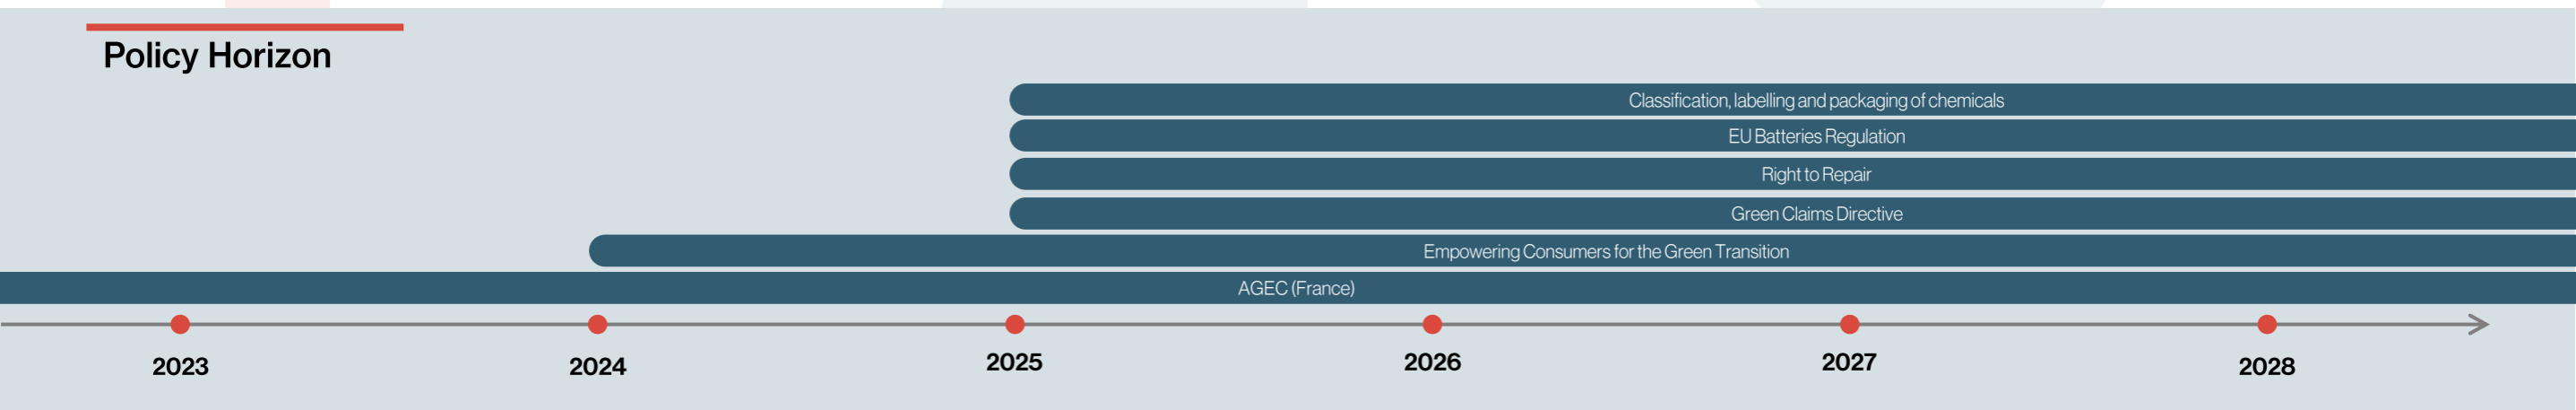 Policy Horizon
Classification, labelling and packaging of chemicals
EU Batteries Regulation
Right to Repair
Green Claims Directive
Empowering Consumers for the Green Transition
AGEC (France)
2023
2024
2025
2026
2027
2028